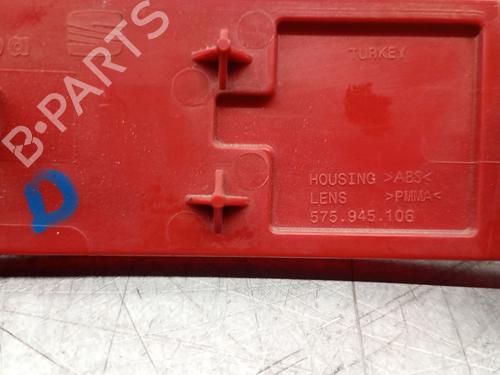 B-PARTS
TURKEY
HOUSING >ABS<
LENS >PMMA<
575.945.106
D